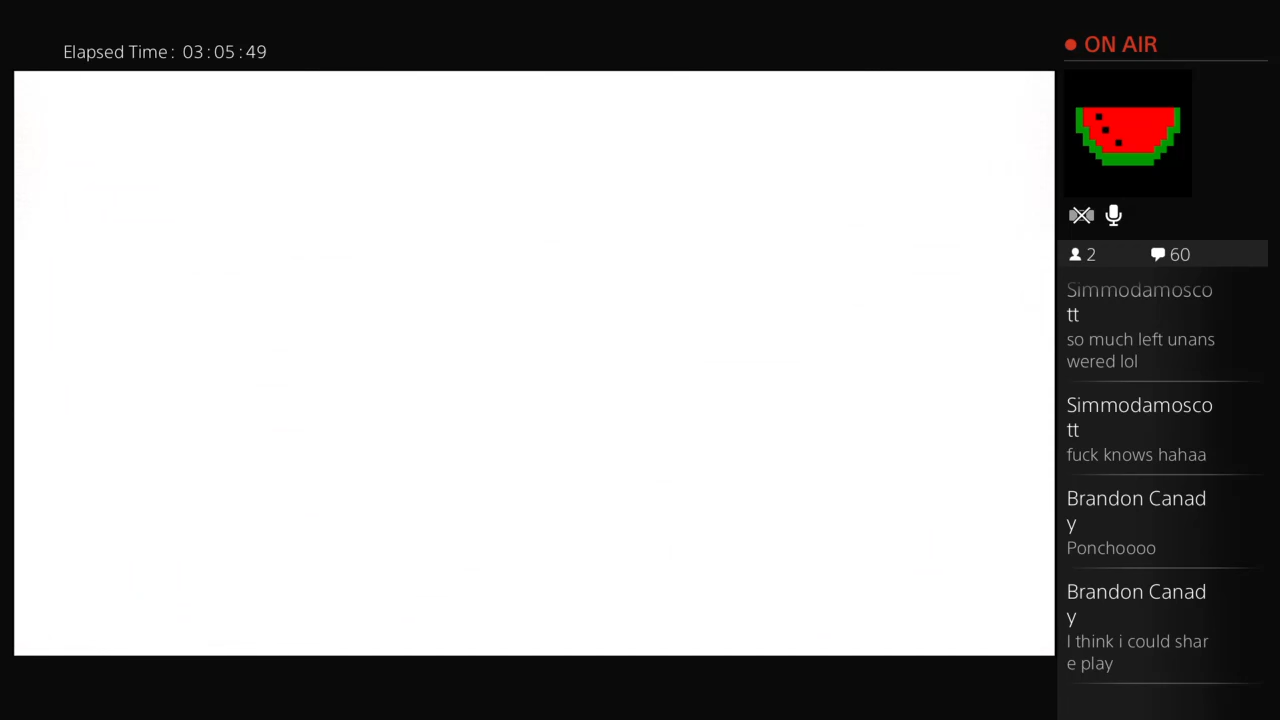 Elapsed Time: 03:05:49
ON AIR
2 60
Simmodamosco
tt
so much left unans
wered lol
Simmodamosco
tt
fuck knows hahaa
Brandon Canad
y
Ponchoooo
Brandon Canad
y
I think i could shar
e play